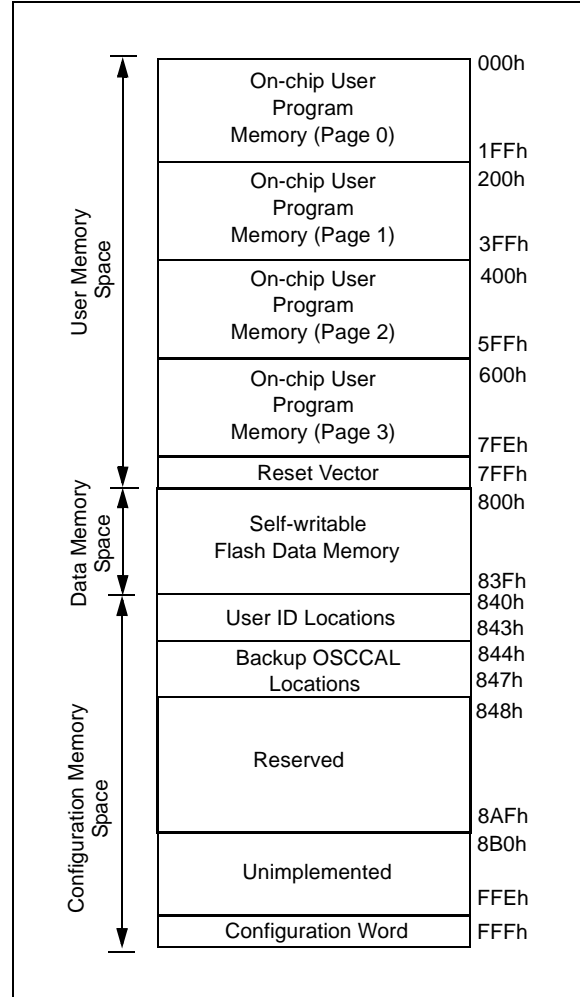 000h
On-chip User
Program
Memory (Page 0)
1FFh
200h
On-chip User
Program
Memory (Page 1)
3FFh
400h
On-chip User
Program
Memory (Page 2)
5FFh
600h
On-chip User
Program
Memory (Page 3)
7FEh
Reset Vector
7FFh
User Memory
Space
800h
Self-writable
Flash Data Memory
83Fh
Data Memory
Space
840h
User ID Locations
843h
Backup OSCCAL
Locations
844h
847h
848h
Reserved
8AFh
8B0h
Unimplemented
FFEh
Configuration Word
FFFh
Configuration Memory
Space